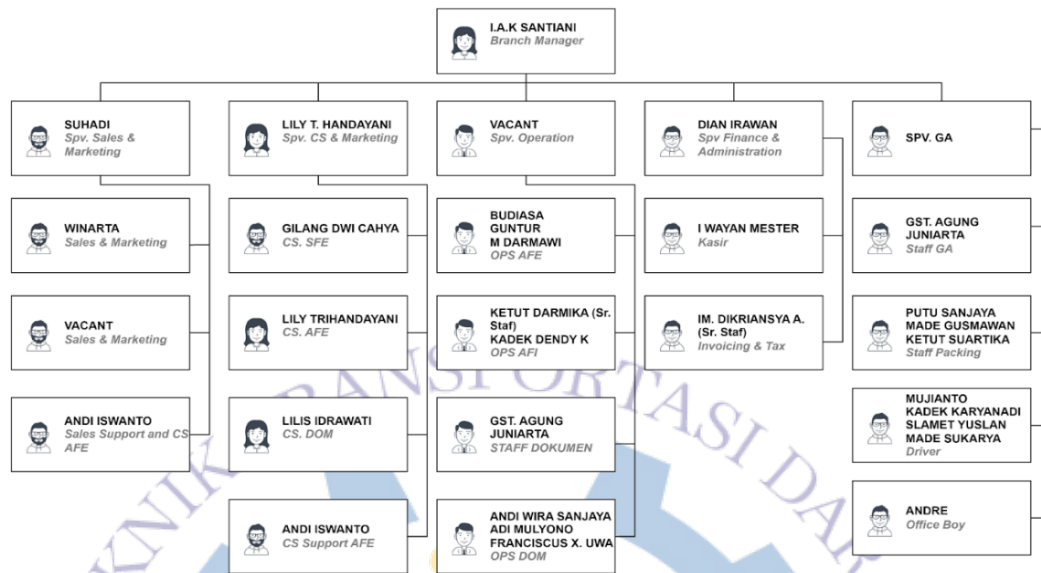 I.A.K SANTIANI
Branch Manager
SUHADI
Spv. Sales &
Marketing
LILY T. HANDAYANI
Spv. CS & Marketing
VACANT
Spv. Operation
DIAN IRAWAN
Spv Finance &
Administration
SPV. GA
WINARTA
Sales & Marketing
GILANG DWI CAHYA
CS. SFE
BUDIASA
GUNTUR
M DARMAWI
OPS AFE
I WAYAN MESTER
Kasir
GST. AGUNG
JUNIARTA
Staff GA
VACANT
Sales & Marketing
LILY TRIHANDAYANI
CS. AFE
KETUT DARMIKA (Sr.
Staf)
KADEK DENDY K
OPS AFI
IM. DIKRIANSYA A.
(Sr. Staf)
Invoicing & Tax
PUTU SANJAYA
MADE GUSMAWAN
KETUT SUARTIKA
Staff Packing
ANDI ISWANTO
Sales Support and CS
AFE
LILIS IDRAWATI
CS. DOM
GST. AGUNG
JUNIARTA
STAFF DOKUMEN
MUJIANTO
KADEK KARYANADI
SLAMET YUSLAN
MADE SUKARYA
Driver
ANDI ISWANTO
CS Support AFE
ANDI WIRA SANJAYA
ADI MULYONO
FRANCISCUS X. UWA
OPS DOM
ANDRE
Office Boy